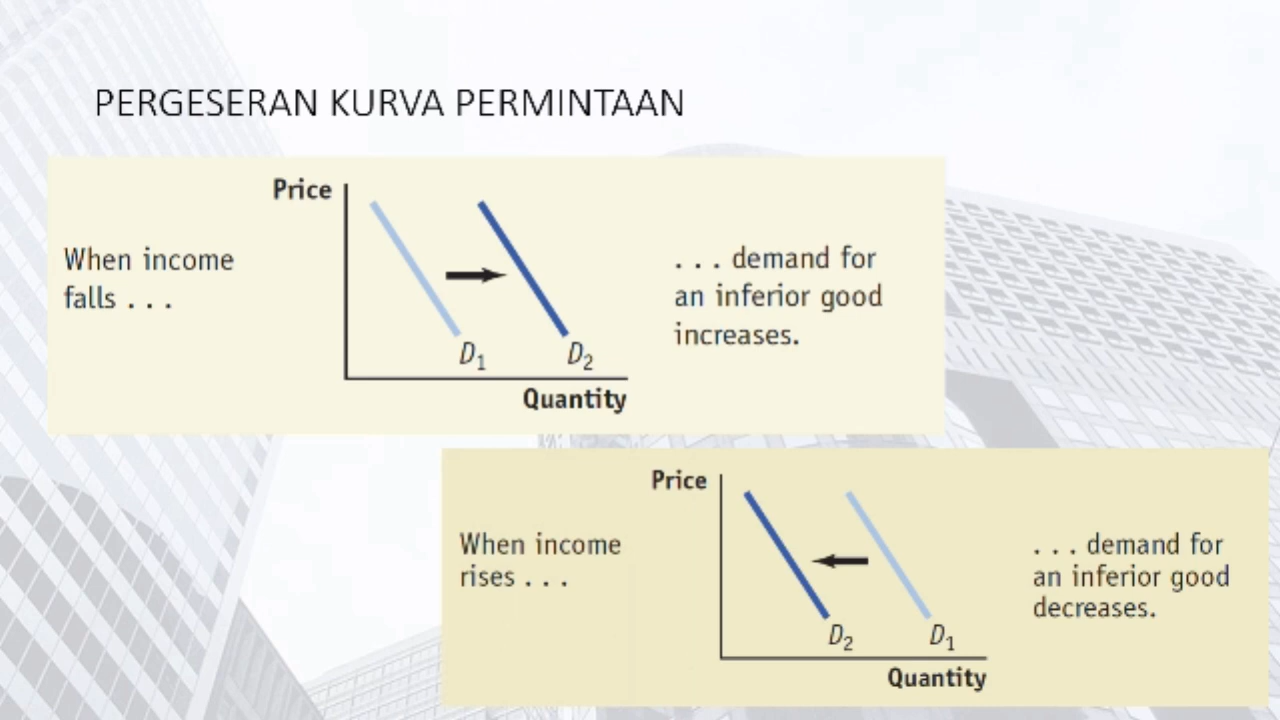 PERGESERAN KURVA PERMINTAAN
Price
When income
falls . . .
. . . demand for
an inferior good
increases.
D₁
D₂
Quantity
Price
When income
rises . . .
. . . demand for
an inferior good
decreases.
D₂
D₁
Quantity